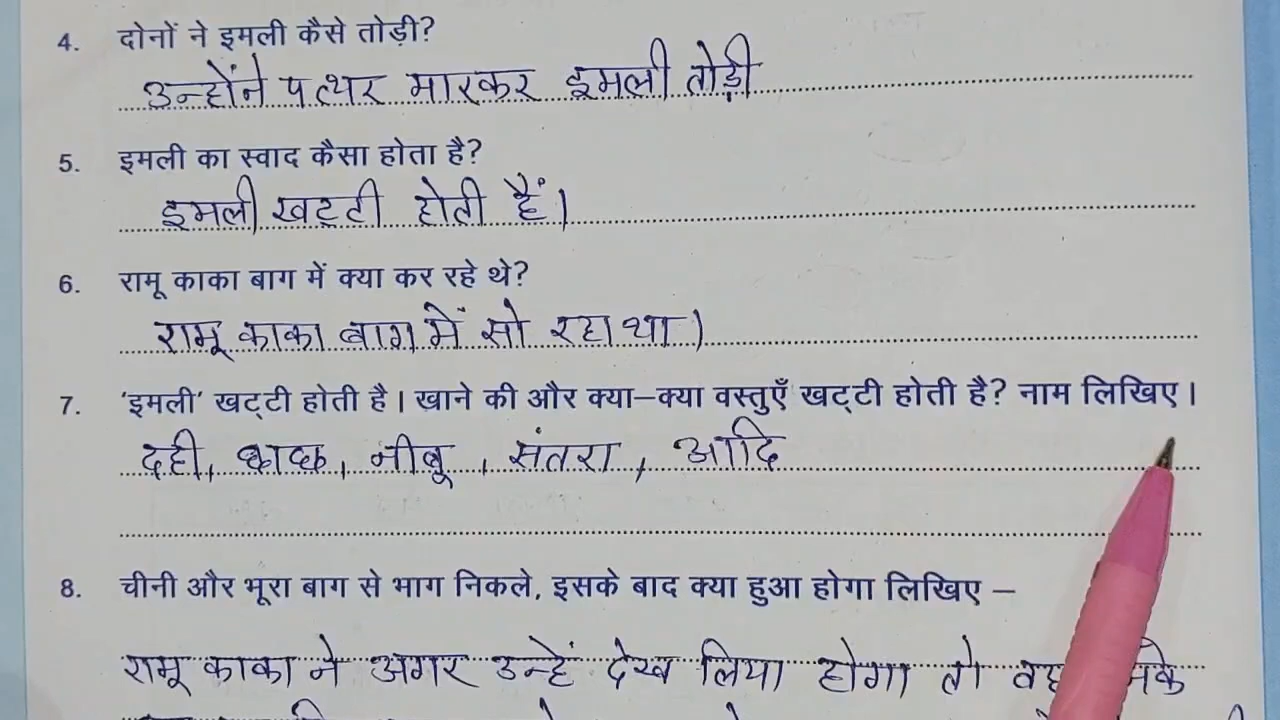 4. दोनों ने इमली कैसे तोड़ी?
उन्होंने पत्थर मारकर इमली तोड़ी
5. इमली का स्वाद कैसा होता है?
इमली खट्टी होती हैं।
6. रामू काका बाग में क्या कर रहे थे?
रामू काका बाग में सो रहा था।
7. 'इमली' खट्टी होती है। खाने की और क्या-क्या वस्तुएँ खट्टी होती है? नाम लिखिए।
दही, छाछ, नीबू, संतरा, आदि
8. चीनी और भूरा बाग से भाग निकले, इसके बाद क्या हुआ होगा लिखिए –
रामू काका ने अगर उन्हें देख लिया होगा तो वह